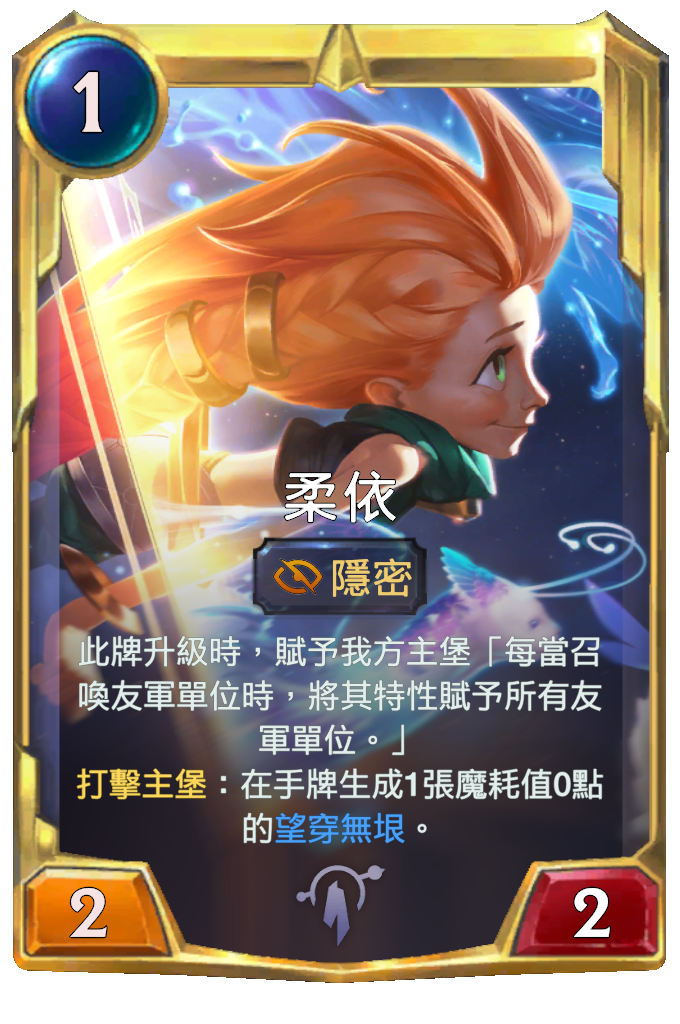 1
柔依
隱密
此牌升級時，賦予我方主堡「每當召
喚友軍單位時，將其特性賦予所有友
軍單位。」
打擊主堡：在手牌生成1張魔耗值0點
的望穿無垠。
2
2